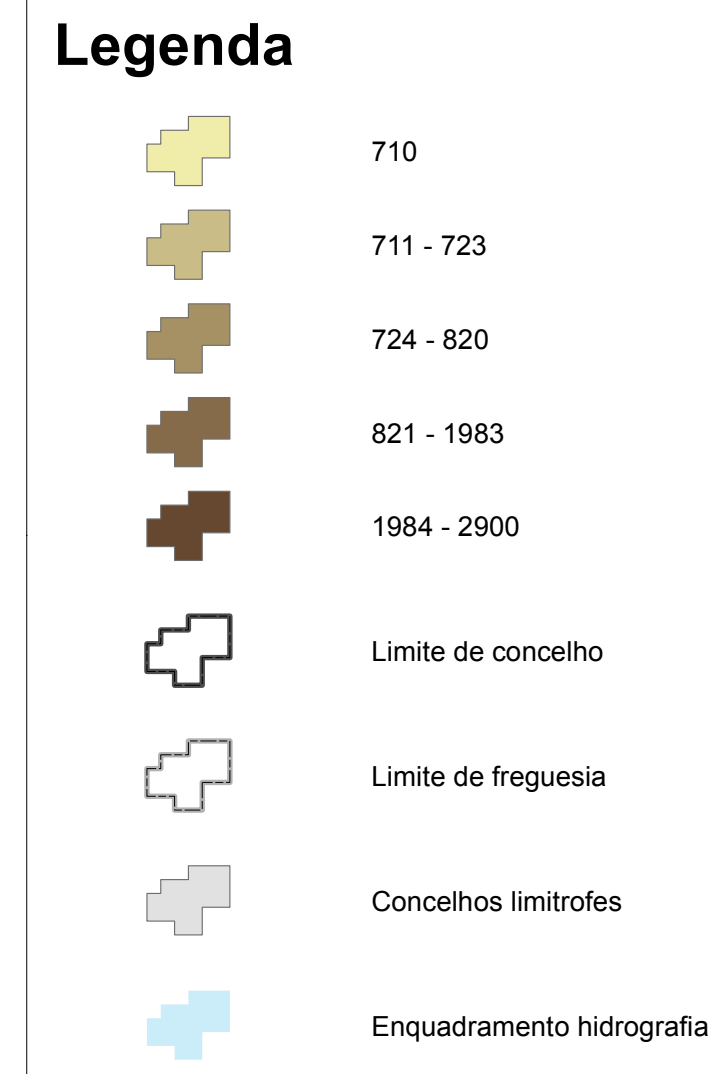 Legenda
710
711 - 723
724 - 820
821 - 1983
1984 - 2900
Limite de concelho
Limite de freguesia
Concelhos limitrofes
Enquadramento hidrografia